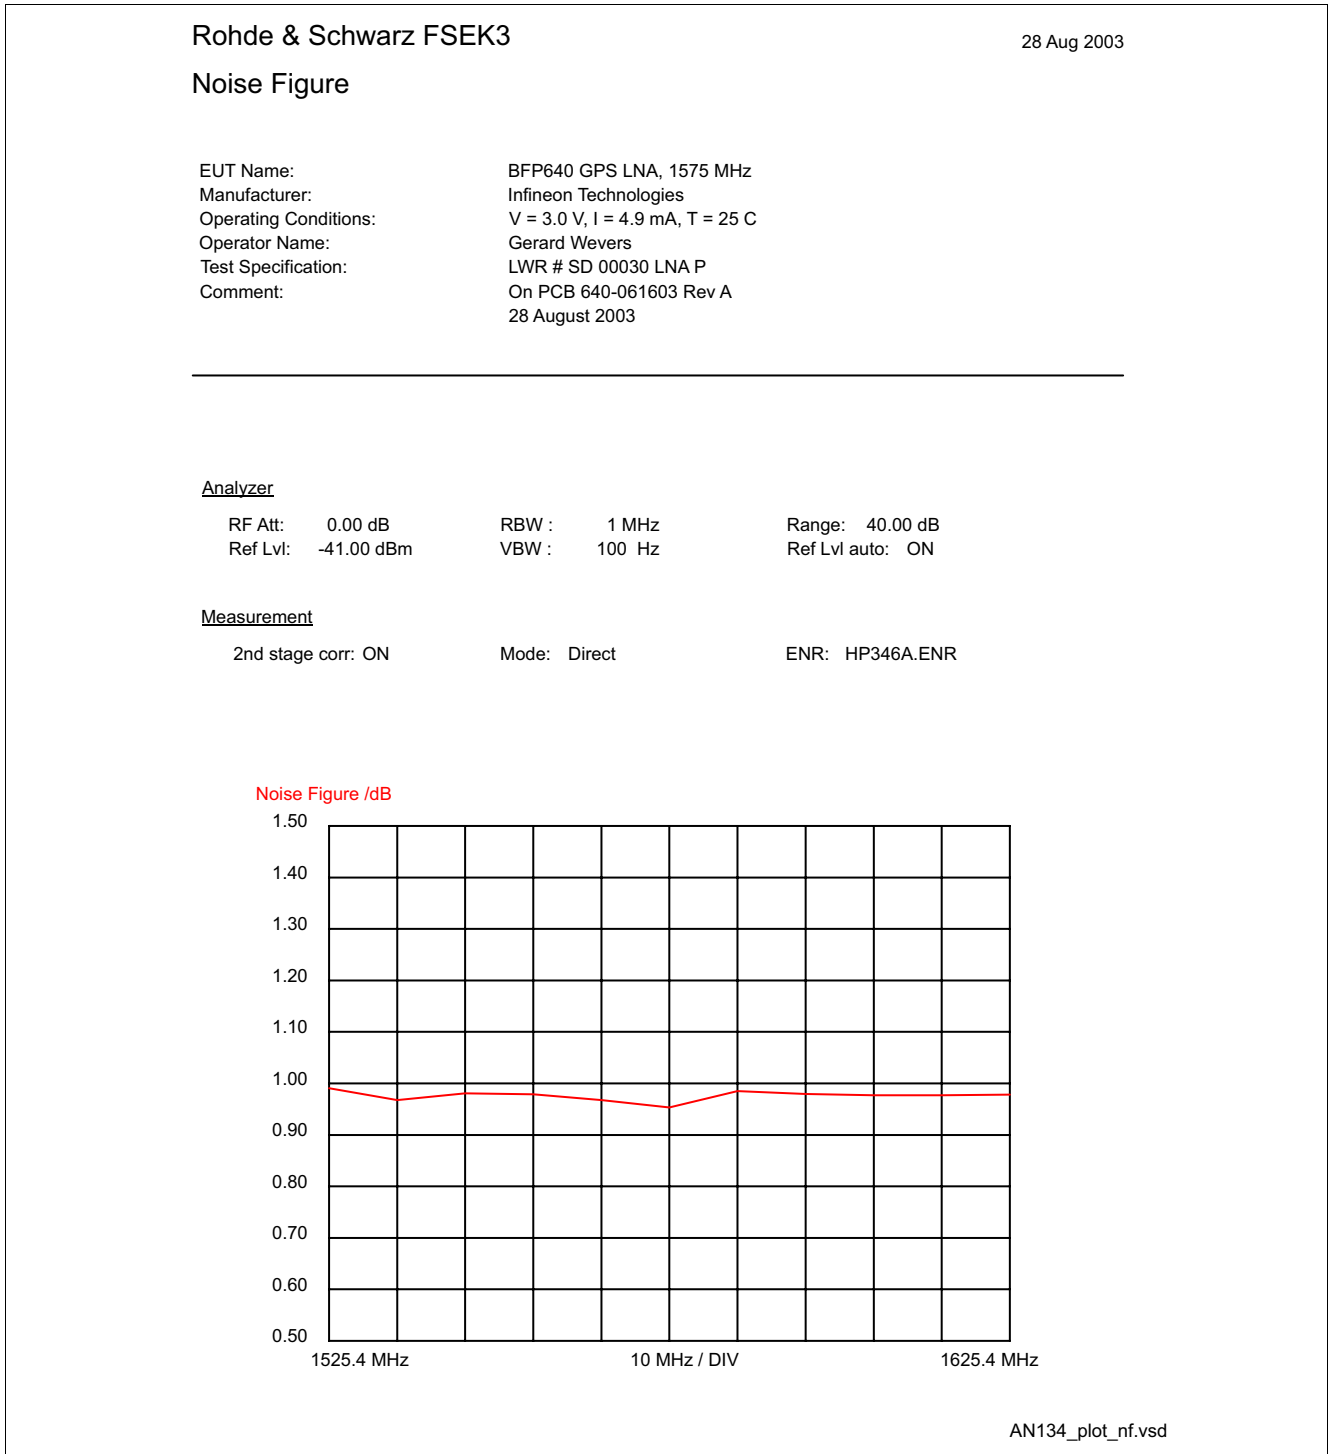 Rohde & Schwarz FSEK3
28 Aug 2003
Noise Figure
EUT Name: BFP640 GPS LNA, 1575 MHz
Manufacturer: Infineon Technologies
Operating Conditions: V = 3.0 V, I = 4.9 mA, T = 25 C
Operator Name: Gerard Wevers
Test Specification: LWR # SD 00030 LNA P
Comment: On PCB 640-061603 Rev A
28 August 2003
Analyzer
RF Att: 0.00 dB RBW : 1 MHz Range: 40.00 dB
Ref Lvl: -41.00 dBm VBW : 100 Hz Ref Lvl auto: ON
Measurement
2nd stage corr: ON Mode: Direct ENR: HP346A.ENR
Noise Figure /dB
1.50
1.40
1.30
1.20
1.10
1.00
0.90
0.80
0.70
0.60
0.50
1525.4 MHz 10 MHz / DIV 1625.4 MHz
AN134_plot_nf.vsd